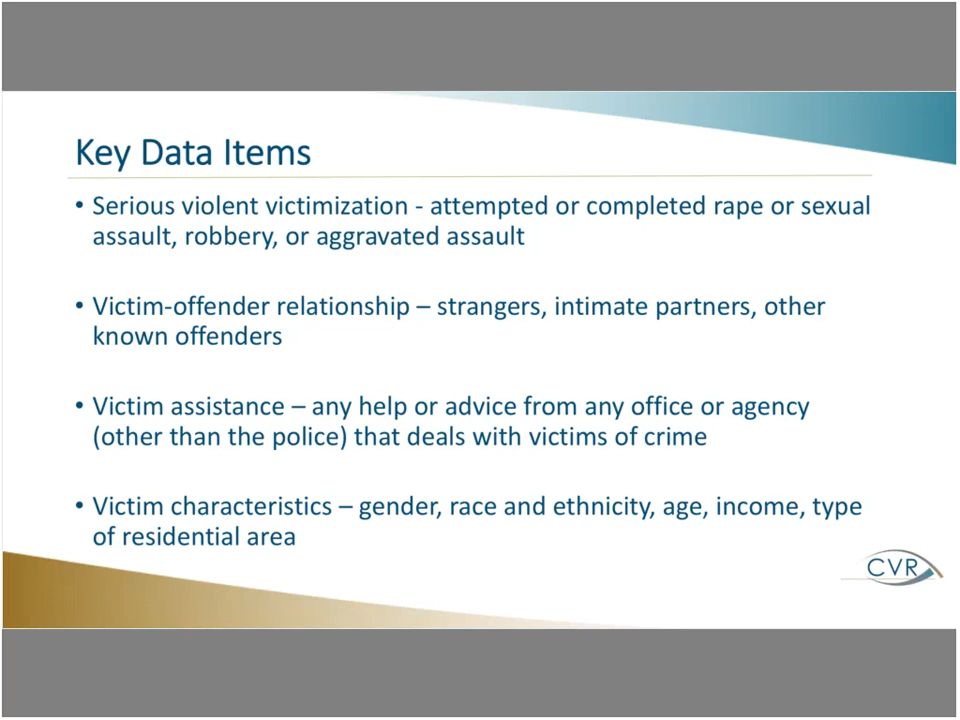 Key Data Items
• Serious violent victimization - attempted or completed rape or sexual
assault, robbery, or aggravated assault
• Victim-offender relationship – strangers, intimate partners, other
known offenders
• Victim assistance – any help or advice from any office or agency
(other than the police) that deals with victims of crime
• Victim characteristics – gender, race and ethnicity, age, income, type
of residential area
CVR